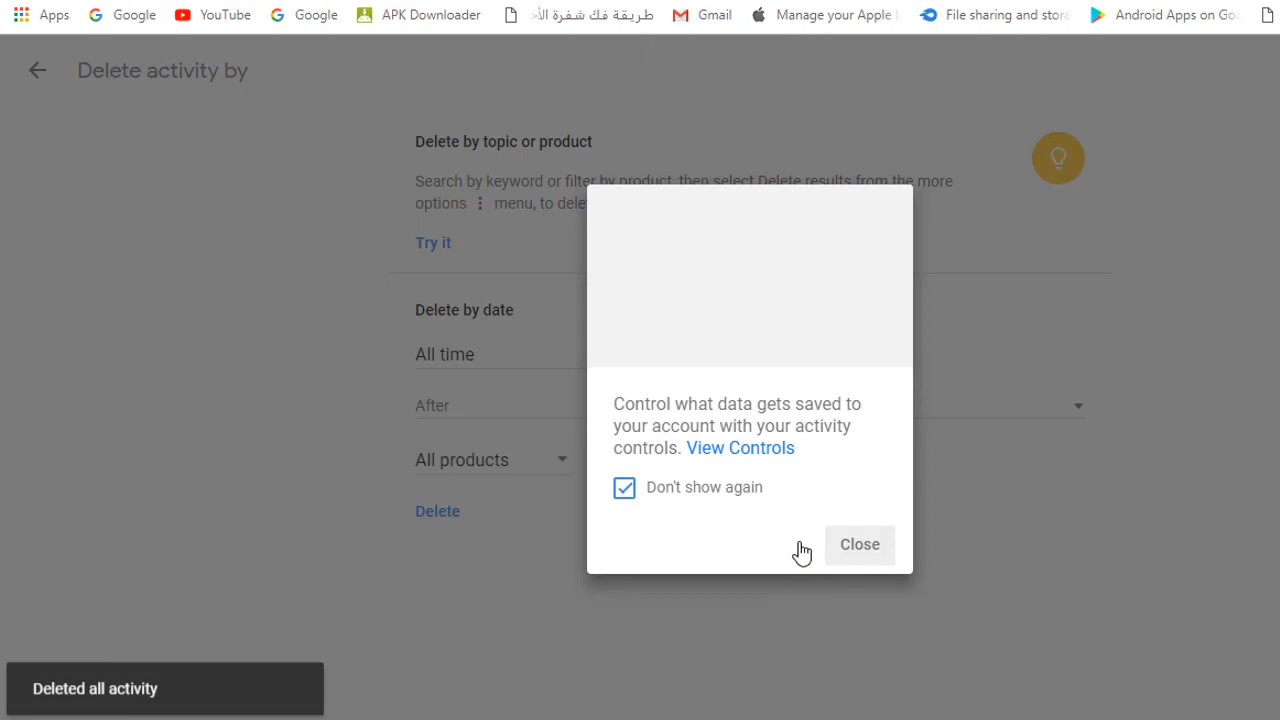 Apps Google YouTube Google APK Downloader طريقة فك شفرة الأ Gmail Manage your Apple File sharing and stora Android Apps on Goo
Delete activity by
Delete by topic or product
Search by keyword or filter by product, then select Delete results from the more
options ⋮ menu, to dele
Try it
Delete by date
All time
After
All products
Delete
Control what data gets saved to
your account with your activity
controls. View Controls
Don't show again
Close
Deleted all activity